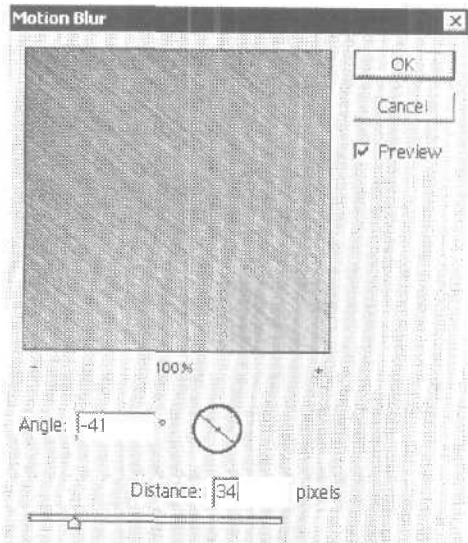 Motion Blur
OK
Cancel
Preview
- 100% +
Angle: -41 °
Distance: 34 pixels